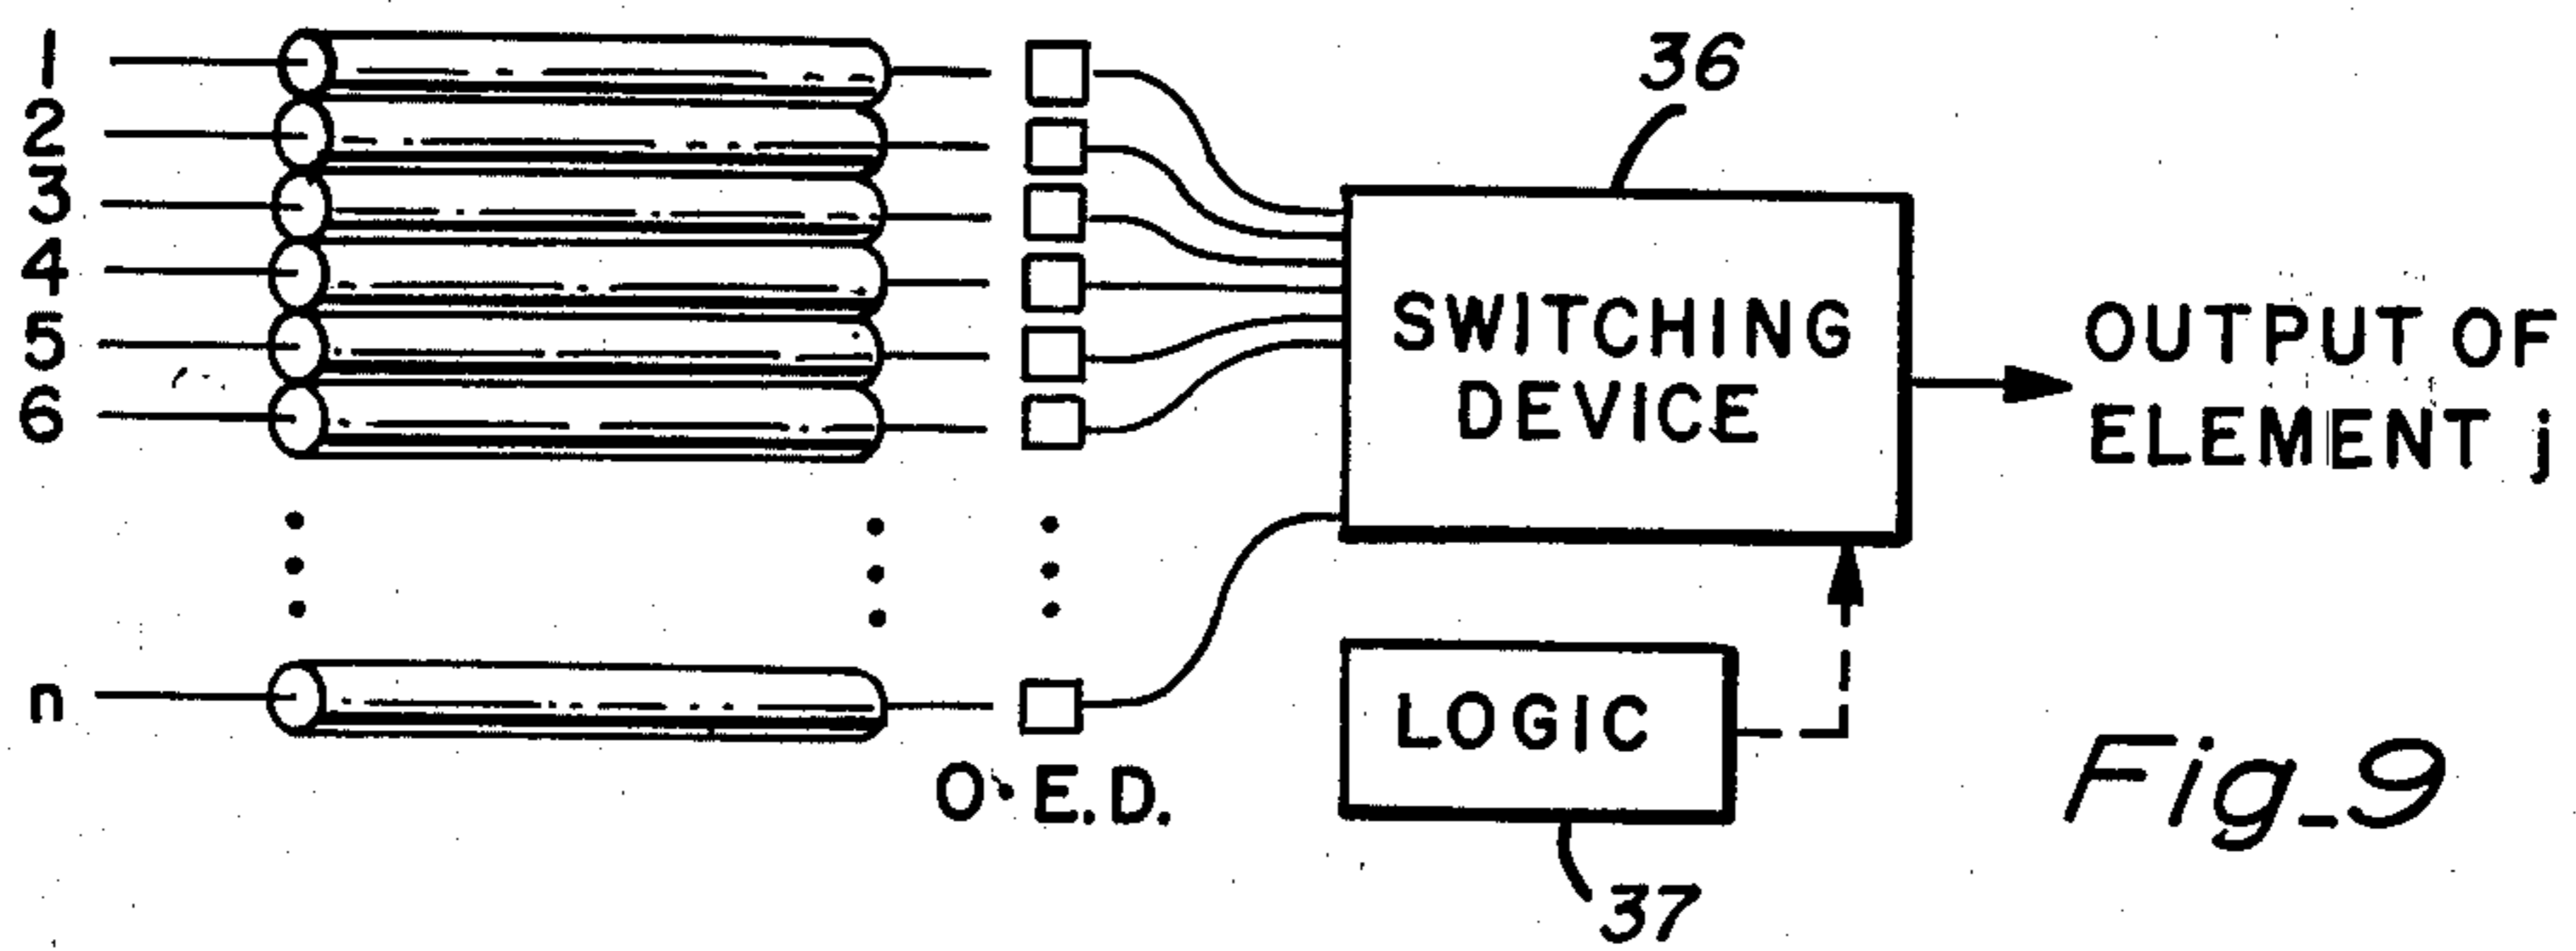 1
2
3
4
5
6
n
O.E.D.
36
SWITCHING
DEVICE
LOGIC
37
OUTPUT OF
ELEMENT j
Fig_9